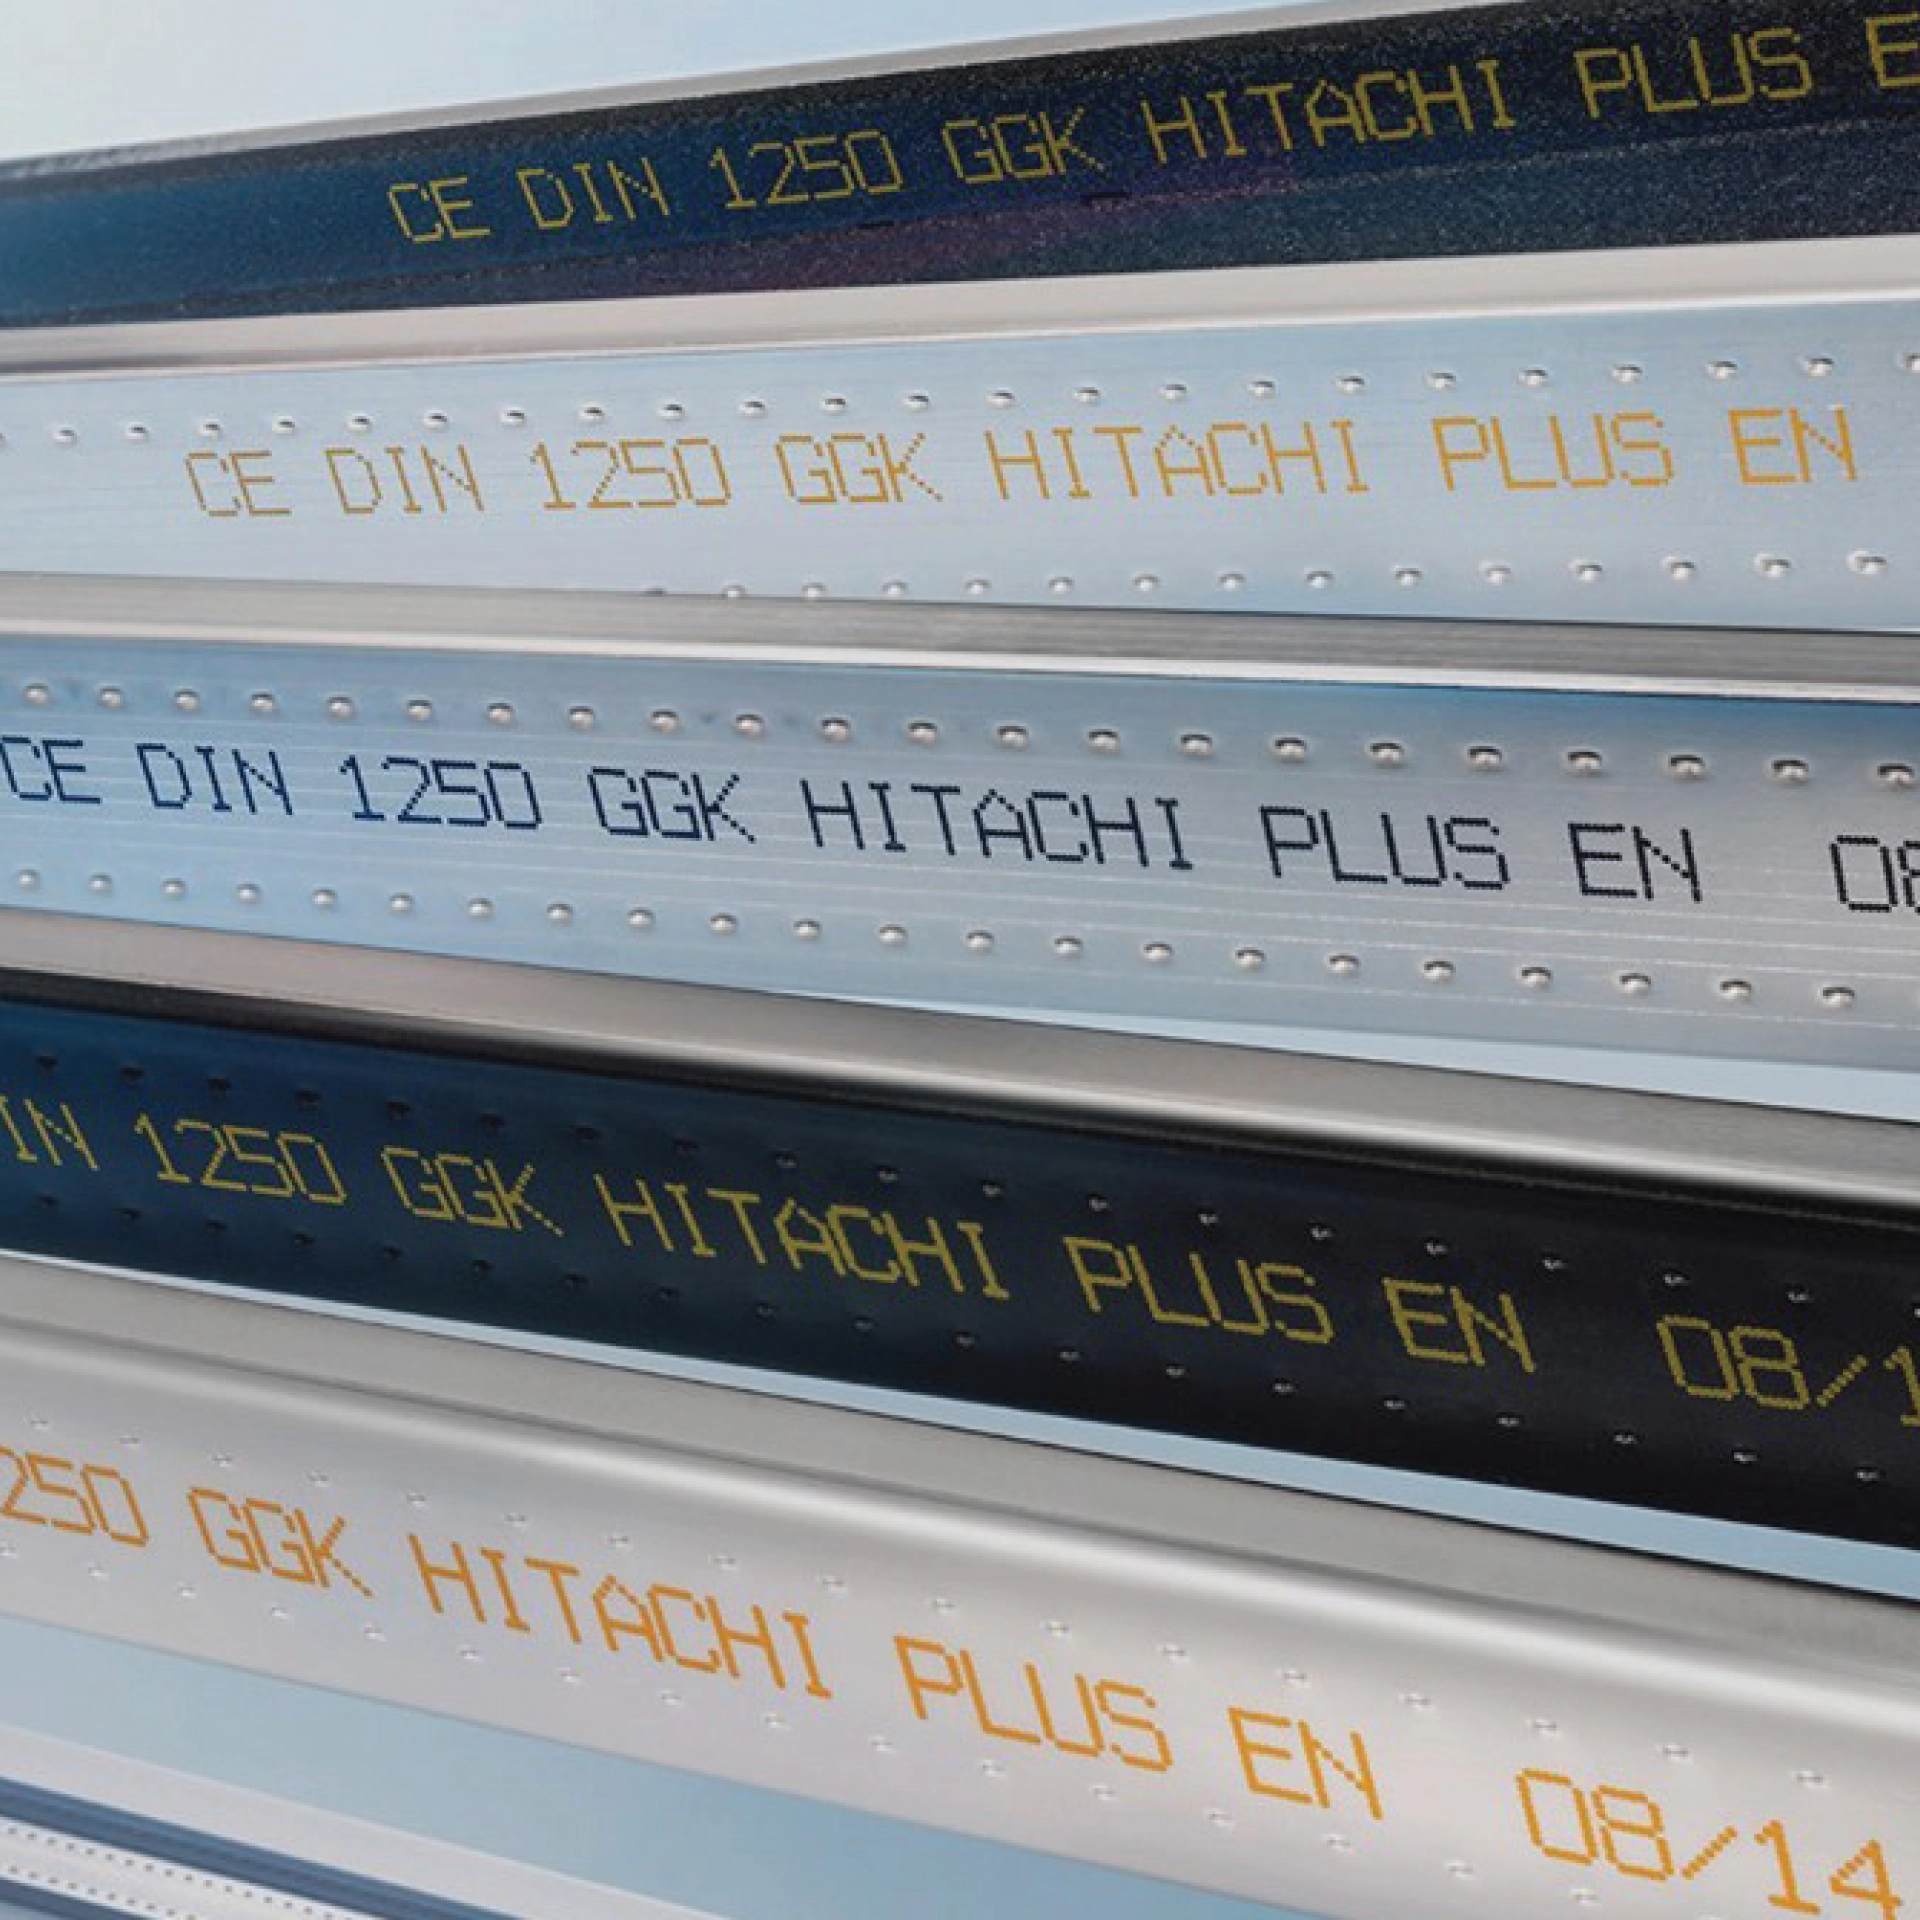 CE DIN 1250 GGK HITACHI PLUS E
CE DIN 1250 GGK HITACHI PLUS EN
CE DIN 1250 GGK HITACHI PLUS EN 08
IN 1250 GGK HITACHI PLUS EN 08/1
250 GGK HITACHI PLUS EN 08/14